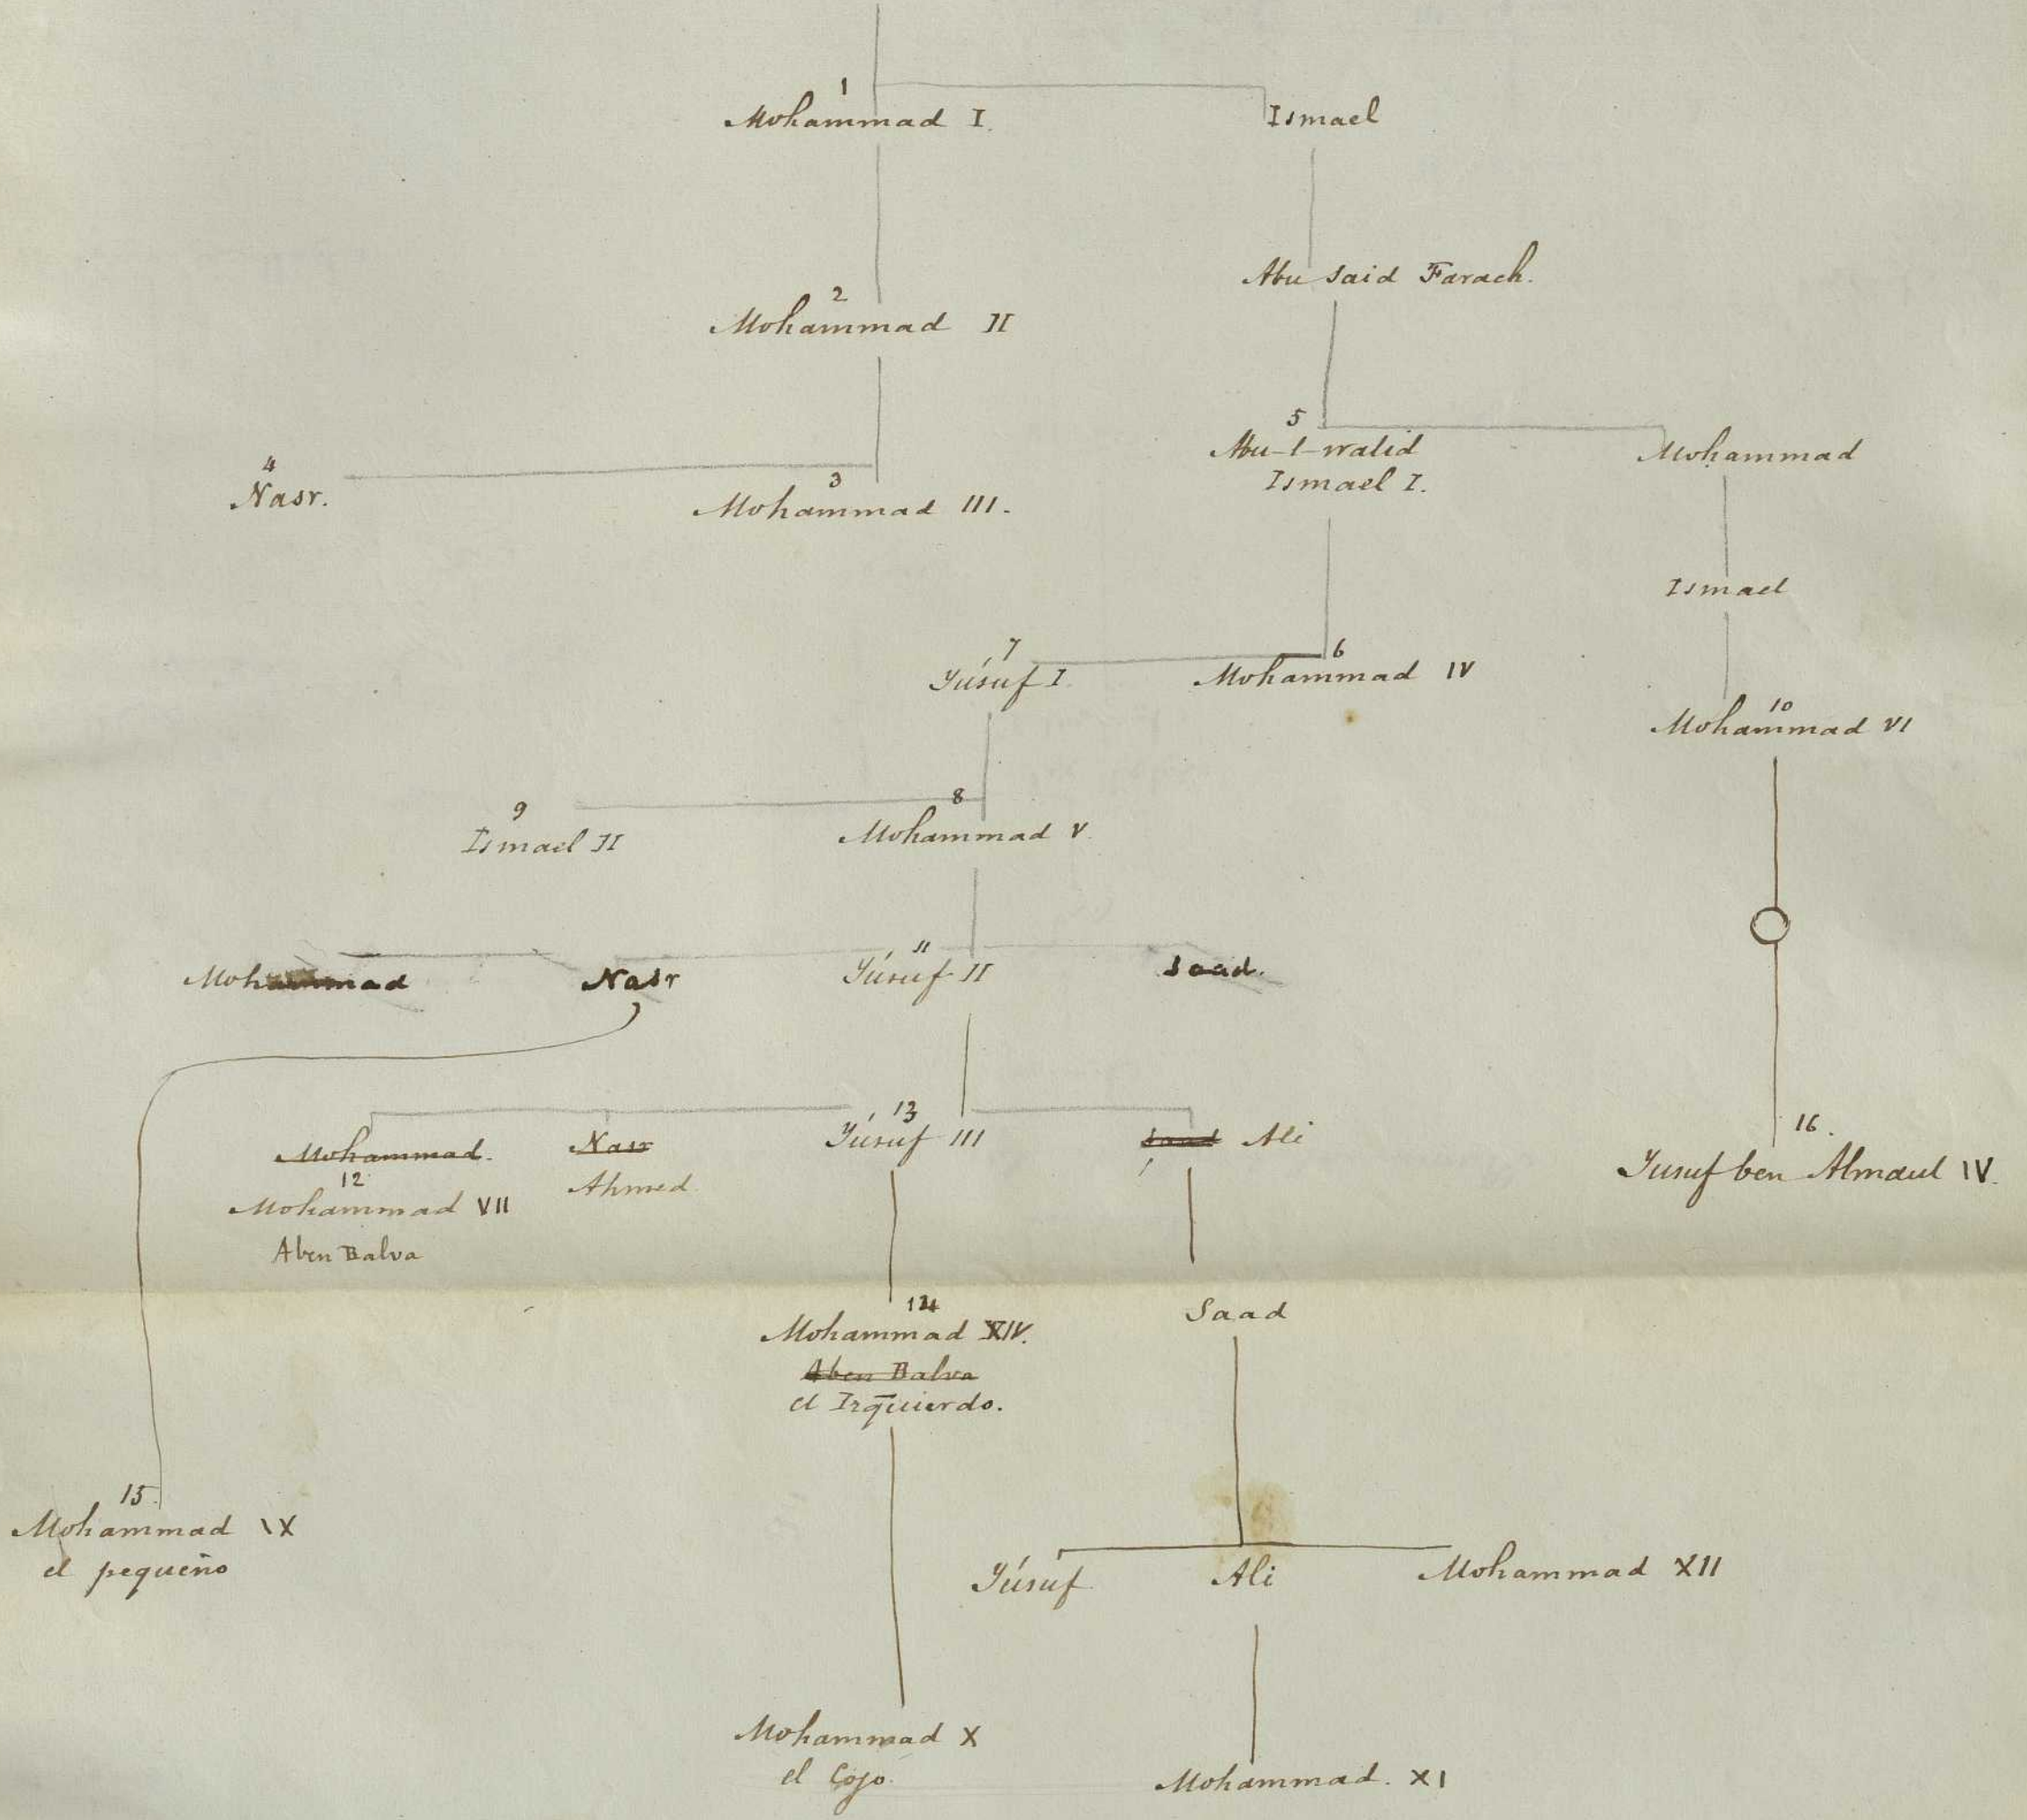 1
Mohammad I.
Ismael
Abu Said Farach.
2
Mohammad II
5
Abu-l-walid
Ismael I.
Mohammad
4
Nasr.
3
Mohammad III.
Ismael
7
Yúsuf I.
6
Mohammad IV
10
Mohammad VI
9
Ismael II
8
Mohammad V.
Mohammad
Nasr
11
Yúsuf II
Saad.
Mohammad.
12
Mohammad VII
Aben Balva
Nasr
Ahmed
13
Yúsuf III
Saad Ali
16.
Yusuf ben Almaul IV.
14
Mohammad XIV.
Aben Balva
el Izquierdo.
Saad
15
Mohammad IX
el pequeño
Yúsuf
Ali
Mohammad XII
Mohammad X
el Cojo.
Mohammad. XI